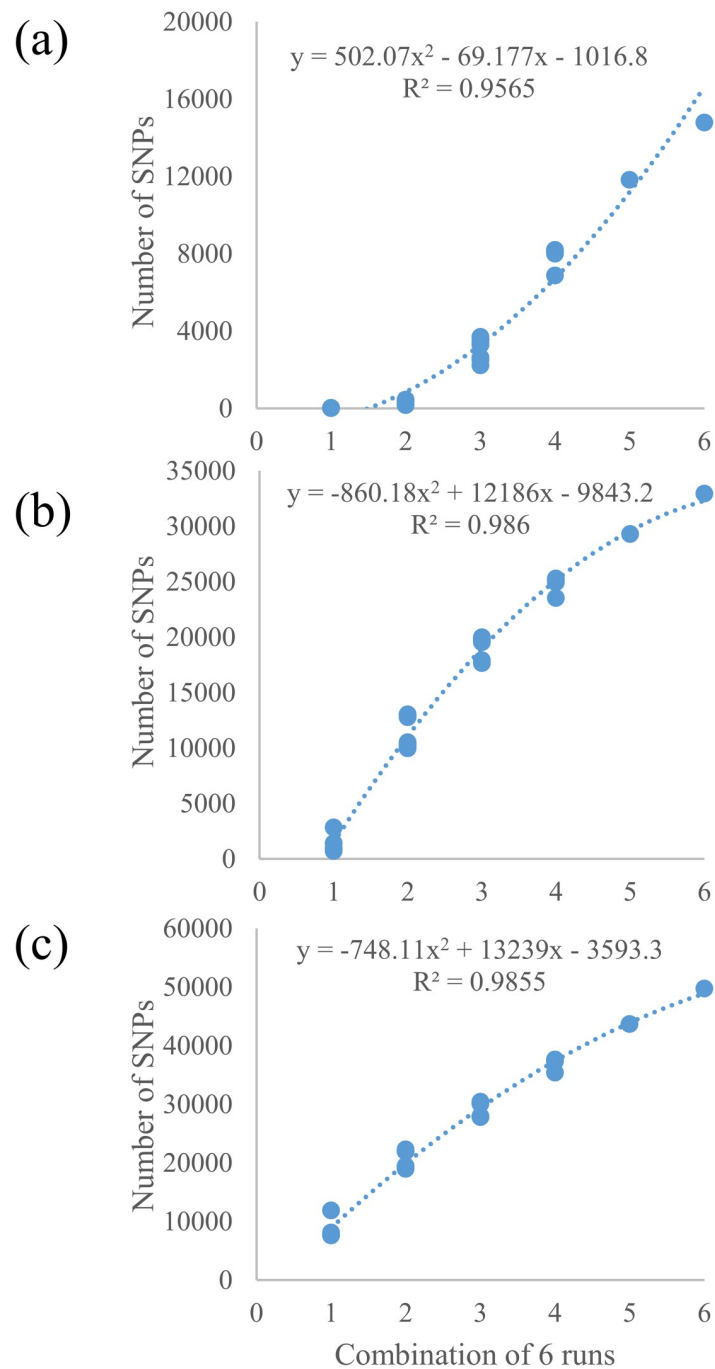 (a)
20000
16000
12000
8000
4000
0
Number of SNPs
y = 502.07x² - 69.177x - 1016.8
R² = 0.9565
0 1 2 3 4 5 6
(b)
35000
30000
25000
20000
15000
10000
5000
0
Number of SNPs
y = -860.18x² + 12186x - 9843.2
R² = 0.986
0 1 2 3 4 5 6
(c)
60000
50000
40000
30000
20000
10000
0
Number of SNPs
y = -748.11x² + 13239x - 3593.3
R² = 0.9855
0 1 2 3 4 5 6
Combination of 6 runs